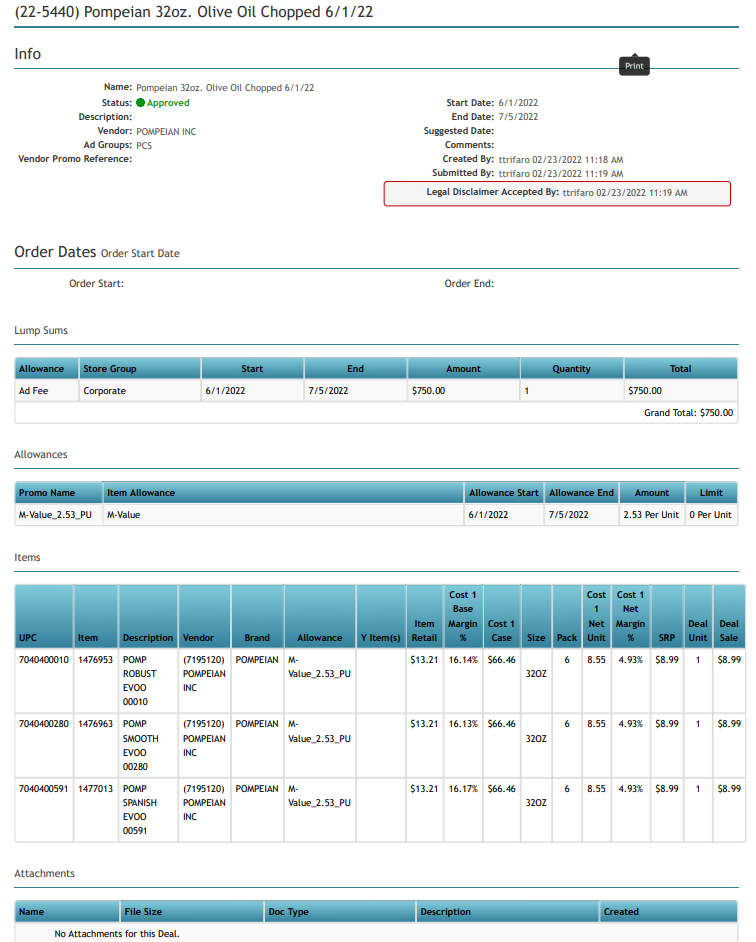 (22-5440) Pompeian 32oz. Olive Oil Chopped 6/1/22
Info
Print
Name: Pompeian 32oz. Olive Oil Chopped 6/1/22
Status: Approved
Description:
Vendor: POMPEIAN INC
Ad Groups: PCS
Vendor Promo Reference:
Start Date: 6/1/2022
End Date: 7/5/2022
Suggested Date:
Comments:
Created By: ttrifaro 02/23/2022 11:18 AM
Submitted By: ttrifaro 02/23/2022 11:19 AM
Legal Disclaimer Accepted By: ttrifaro 02/23/2022 11:19 AM
Order Dates Order Start Date
Order Start: Order End:
Lump Sums
Allowance Store Group Start End Amount Quantity Total
Ad Fee Corporate 6/1/2022 7/5/2022 $750.00 1 $750.00
Grand Total: $750.00
Allowances
Promo Name Item Allowance Allowance Start Allowance End Amount Limit
M-Value_2.53_PU M-Value 6/1/2022 7/5/2022 2.53 Per Unit 0 Per Unit
Items
UPC Item Description Vendor Brand Allowance Y Item(s) Item Retail Cost 1 Base Margin % Cost 1 Case Size Pack Cost 1 Net Unit Cost 1 Net Margin % SRP Deal Unit Deal Sale
7040400010 1476953 POMP ROBUST EVOO 00010 (7195120) POMPEIAN INC POMPEIAN M-Value_2.53_PU $13.21 16.14% $66.46 32OZ 6 8.55 4.93% $8.99 1 $8.99
7040400280 1476963 POMP SMOOTH EVOO 00280 (7195120) POMPEIAN INC POMPEIAN M-Value_2.53_PU $13.21 16.13% $66.46 32OZ 6 8.55 4.93% $8.99 1 $8.99
7040400591 1477013 POMP SPANISH EVOO 00591 (7195120) POMPEIAN INC POMPEIAN M-Value_2.53_PU $13.21 16.17% $66.46 32OZ 6 8.55 4.93% $8.99 1 $8.99
Attachments
Name File Size Doc Type Description Created
No Attachments for this Deal.